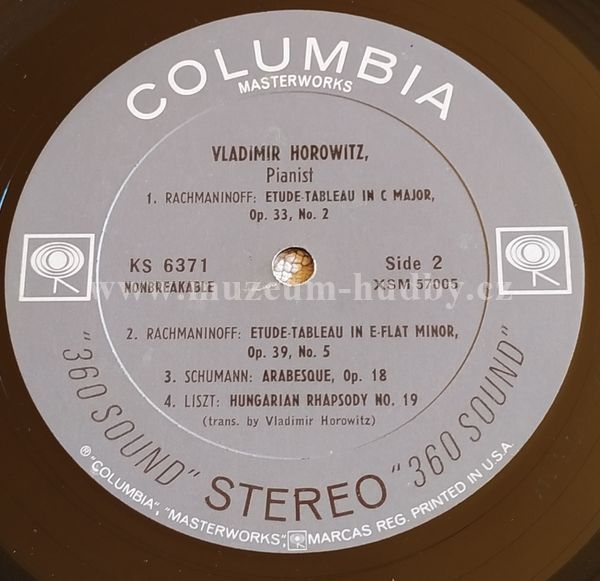 COLUMBIA
MASTERWORKS
VLADIMIR HOROWITZ,
Pianist
1. RACHMANINOFF: ETUDE-TABLEAU IN C MAJOR,
Op. 33, No. 2
KS 6371
NONBREAKABLE
Side 2
XSM 57005
www.muzeum-hudby.cz
2. RACHMANINOFF: ETUDE-TABLEAU IN E-FLAT MINOR,
Op. 39, No. 5
3. SCHUMANN: ARABESQUE, Op. 18
4. LISZT: HUNGARIAN RHAPSODY NO. 19
(trans. by Vladimir Horowitz)
"360 SOUND" STEREO "360 SOUND"
® "COLUMBIA", "MASTERWORKS", MARCAS REG. PRINTED IN U.S.A.